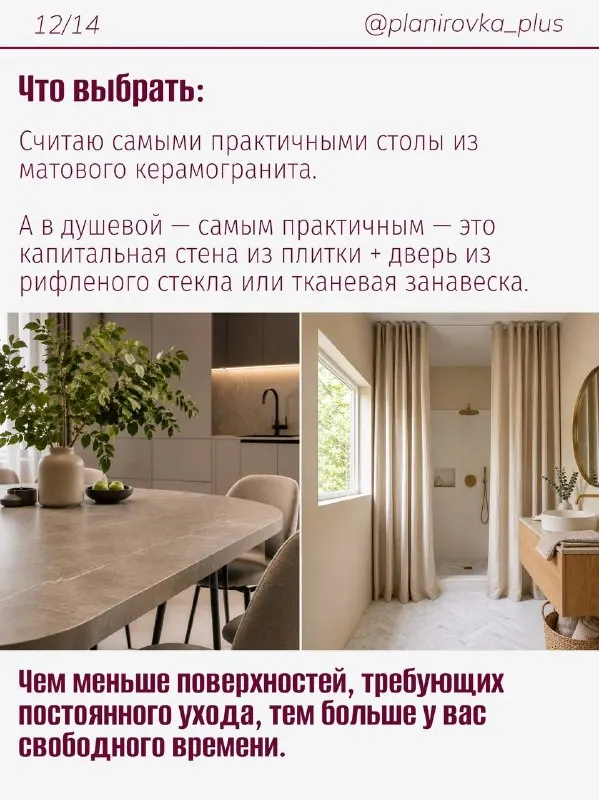 12/14
@planirovka_plus
Что выбрать:
Считаю самыми практичными столы из
матового керамогранита.
А в душевой — самым практичным — это
капитальная стена из плитки + дверь из
рифленого стекла или тканевая занавеска.
Чем меньше поверхностей, требующих
постоянного ухода, тем больше у вас
свободного времени.